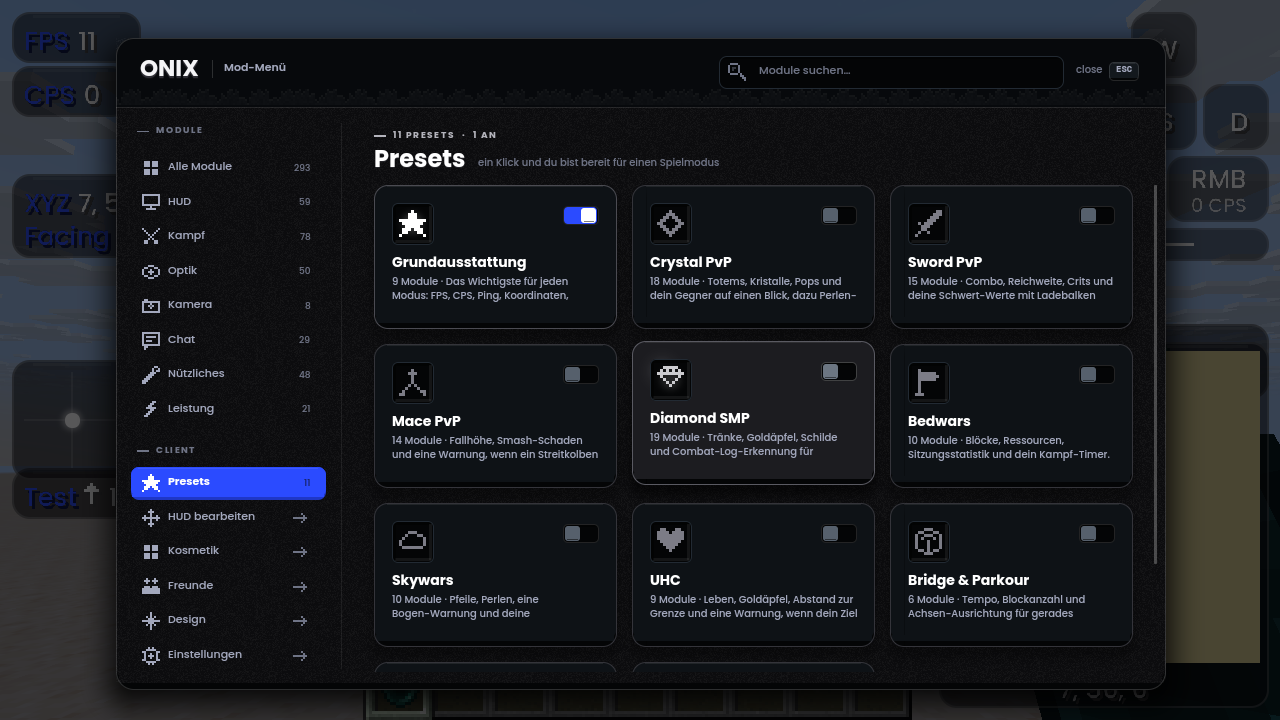 FPS 11
CPS 0
XYZ 7, 5
Facing
Test
W
S
D
RMB
0 CPS
ONIX
Mod-Menü
Module suchen...
close ESC
MODULE
Alle Module 293
HUD 59
Kampf 78
Optik 50
Kamera 8
Chat 29
Nützliches 48
Leistung 21
CLIENT
Presets 11
HUD bearbeiten
Kosmetik
Freunde
Design
Einstellungen
11 PRESETS · 1 AN
Presets ein Klick und du bist bereit für einen Spielmodus
Grundausstattung
9 Module · Das Wichtigste für jeden
Modus: FPS, CPS, Ping, Koordinaten,
Crystal PvP
18 Module · Totems, Kristalle, Pops und
dein Gegner auf einen Blick, dazu Perlen-
Sword PvP
15 Module · Combo, Reichweite, Crits und
deine Schwert-Werte mit Ladebalken
Mace PvP
14 Module · Fallhöhe, Smash-Schaden
und eine Warnung, wenn ein Streitkolben
Diamond SMP
19 Module · Tränke, Goldäpfel, Schilde
und Combat-Log-Erkennung für
Bedwars
10 Module · Blöcke, Ressourcen,
Sitzungsstatistik und dein Kampf-Timer.
Skywars
10 Module · Pfeile, Perlen, eine
Bogen-Warnung und deine
UHC
9 Module · Leben, Goldäpfel, Abstand zur
Grenze und eine Warnung, wenn dein Ziel
Bridge & Parkour
6 Module · Tempo, Blockanzahl und
Achsen-Ausrichtung für gerades